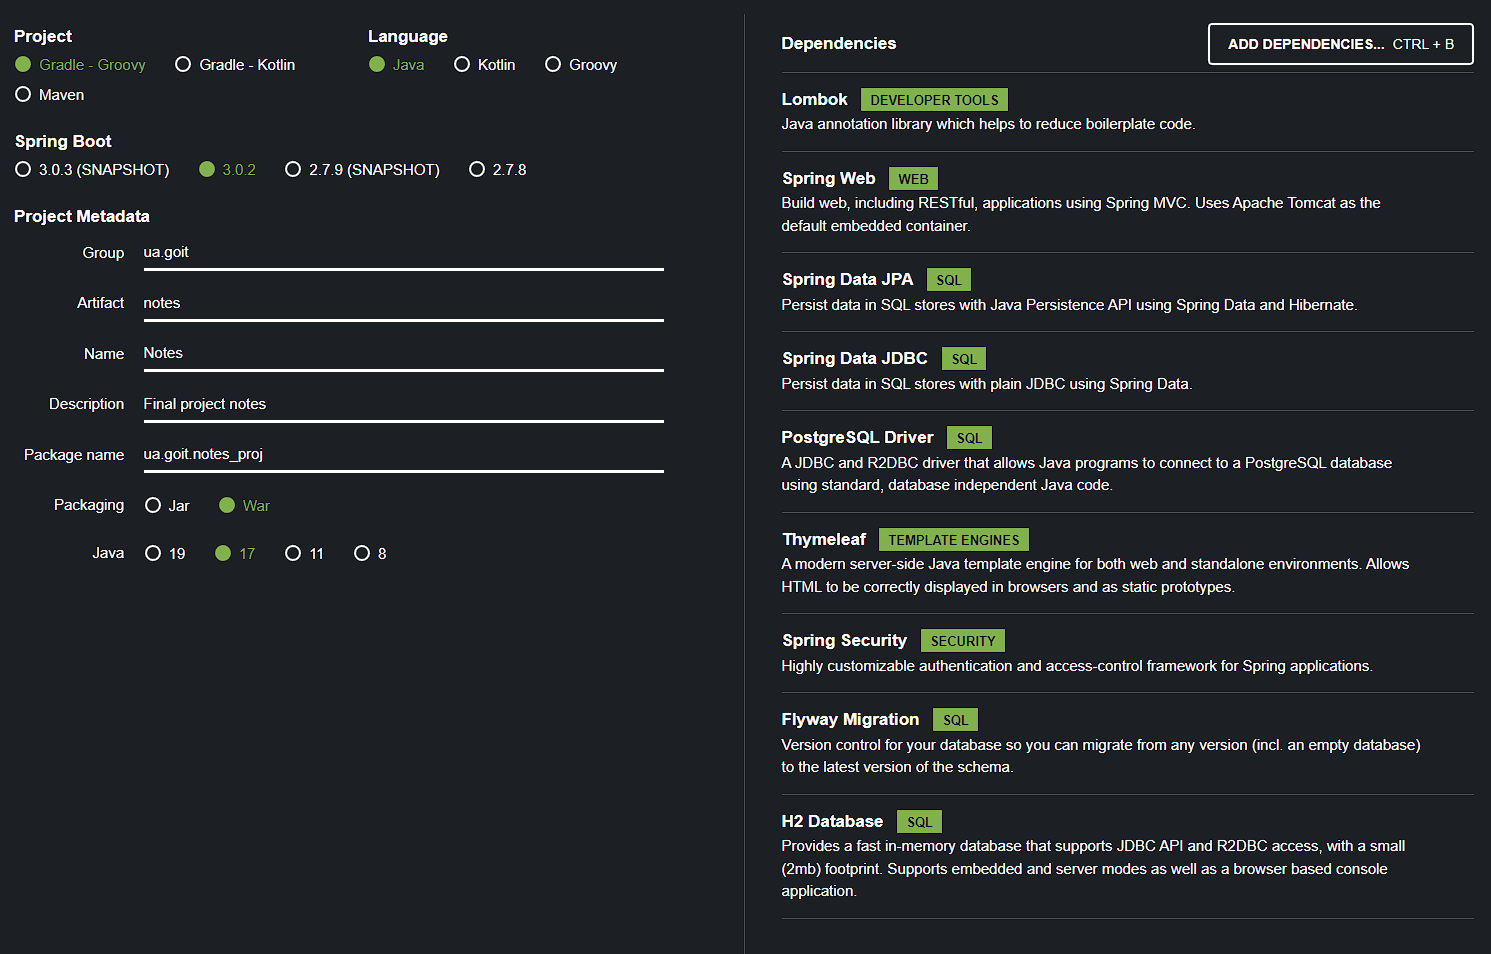 Project
Gradle - Groovy
Gradle - Kotlin
Maven
Language
Java
Kotlin
Groovy
Spring Boot
3.0.3 (SNAPSHOT)
3.0.2
2.7.9 (SNAPSHOT)
2.7.8
Project Metadata
Group ua.goit
Artifact notes
Name Notes
Description Final project notes
Package name ua.goit.notes_proj
Packaging Jar War
Java 19 17 11 8
Dependencies
ADD DEPENDENCIES... CTRL + B
Lombok DEVELOPER TOOLS
Java annotation library which helps to reduce boilerplate code.
Spring Web WEB
Build web, including RESTful, applications using Spring MVC. Uses Apache Tomcat as the
default embedded container.
Spring Data JPA SQL
Persist data in SQL stores with Java Persistence API using Spring Data and Hibernate.
Spring Data JDBC SQL
Persist data in SQL stores with plain JDBC using Spring Data.
PostgreSQL Driver SQL
A JDBC and R2DBC driver that allows Java programs to connect to a PostgreSQL database
using standard, database independent Java code.
Thymeleaf TEMPLATE ENGINES
A modern server-side Java template engine for both web and standalone environments. Allows
HTML to be correctly displayed in browsers and as static prototypes.
Spring Security SECURITY
Highly customizable authentication and access-control framework for Spring applications.
Flyway Migration SQL
Version control for your database so you can migrate from any version (incl. an empty database)
to the latest version of the schema.
H2 Database SQL
Provides a fast in-memory database that supports JDBC API and R2DBC access, with a small
(2mb) footprint. Supports embedded and server modes as well as a browser based console
application.